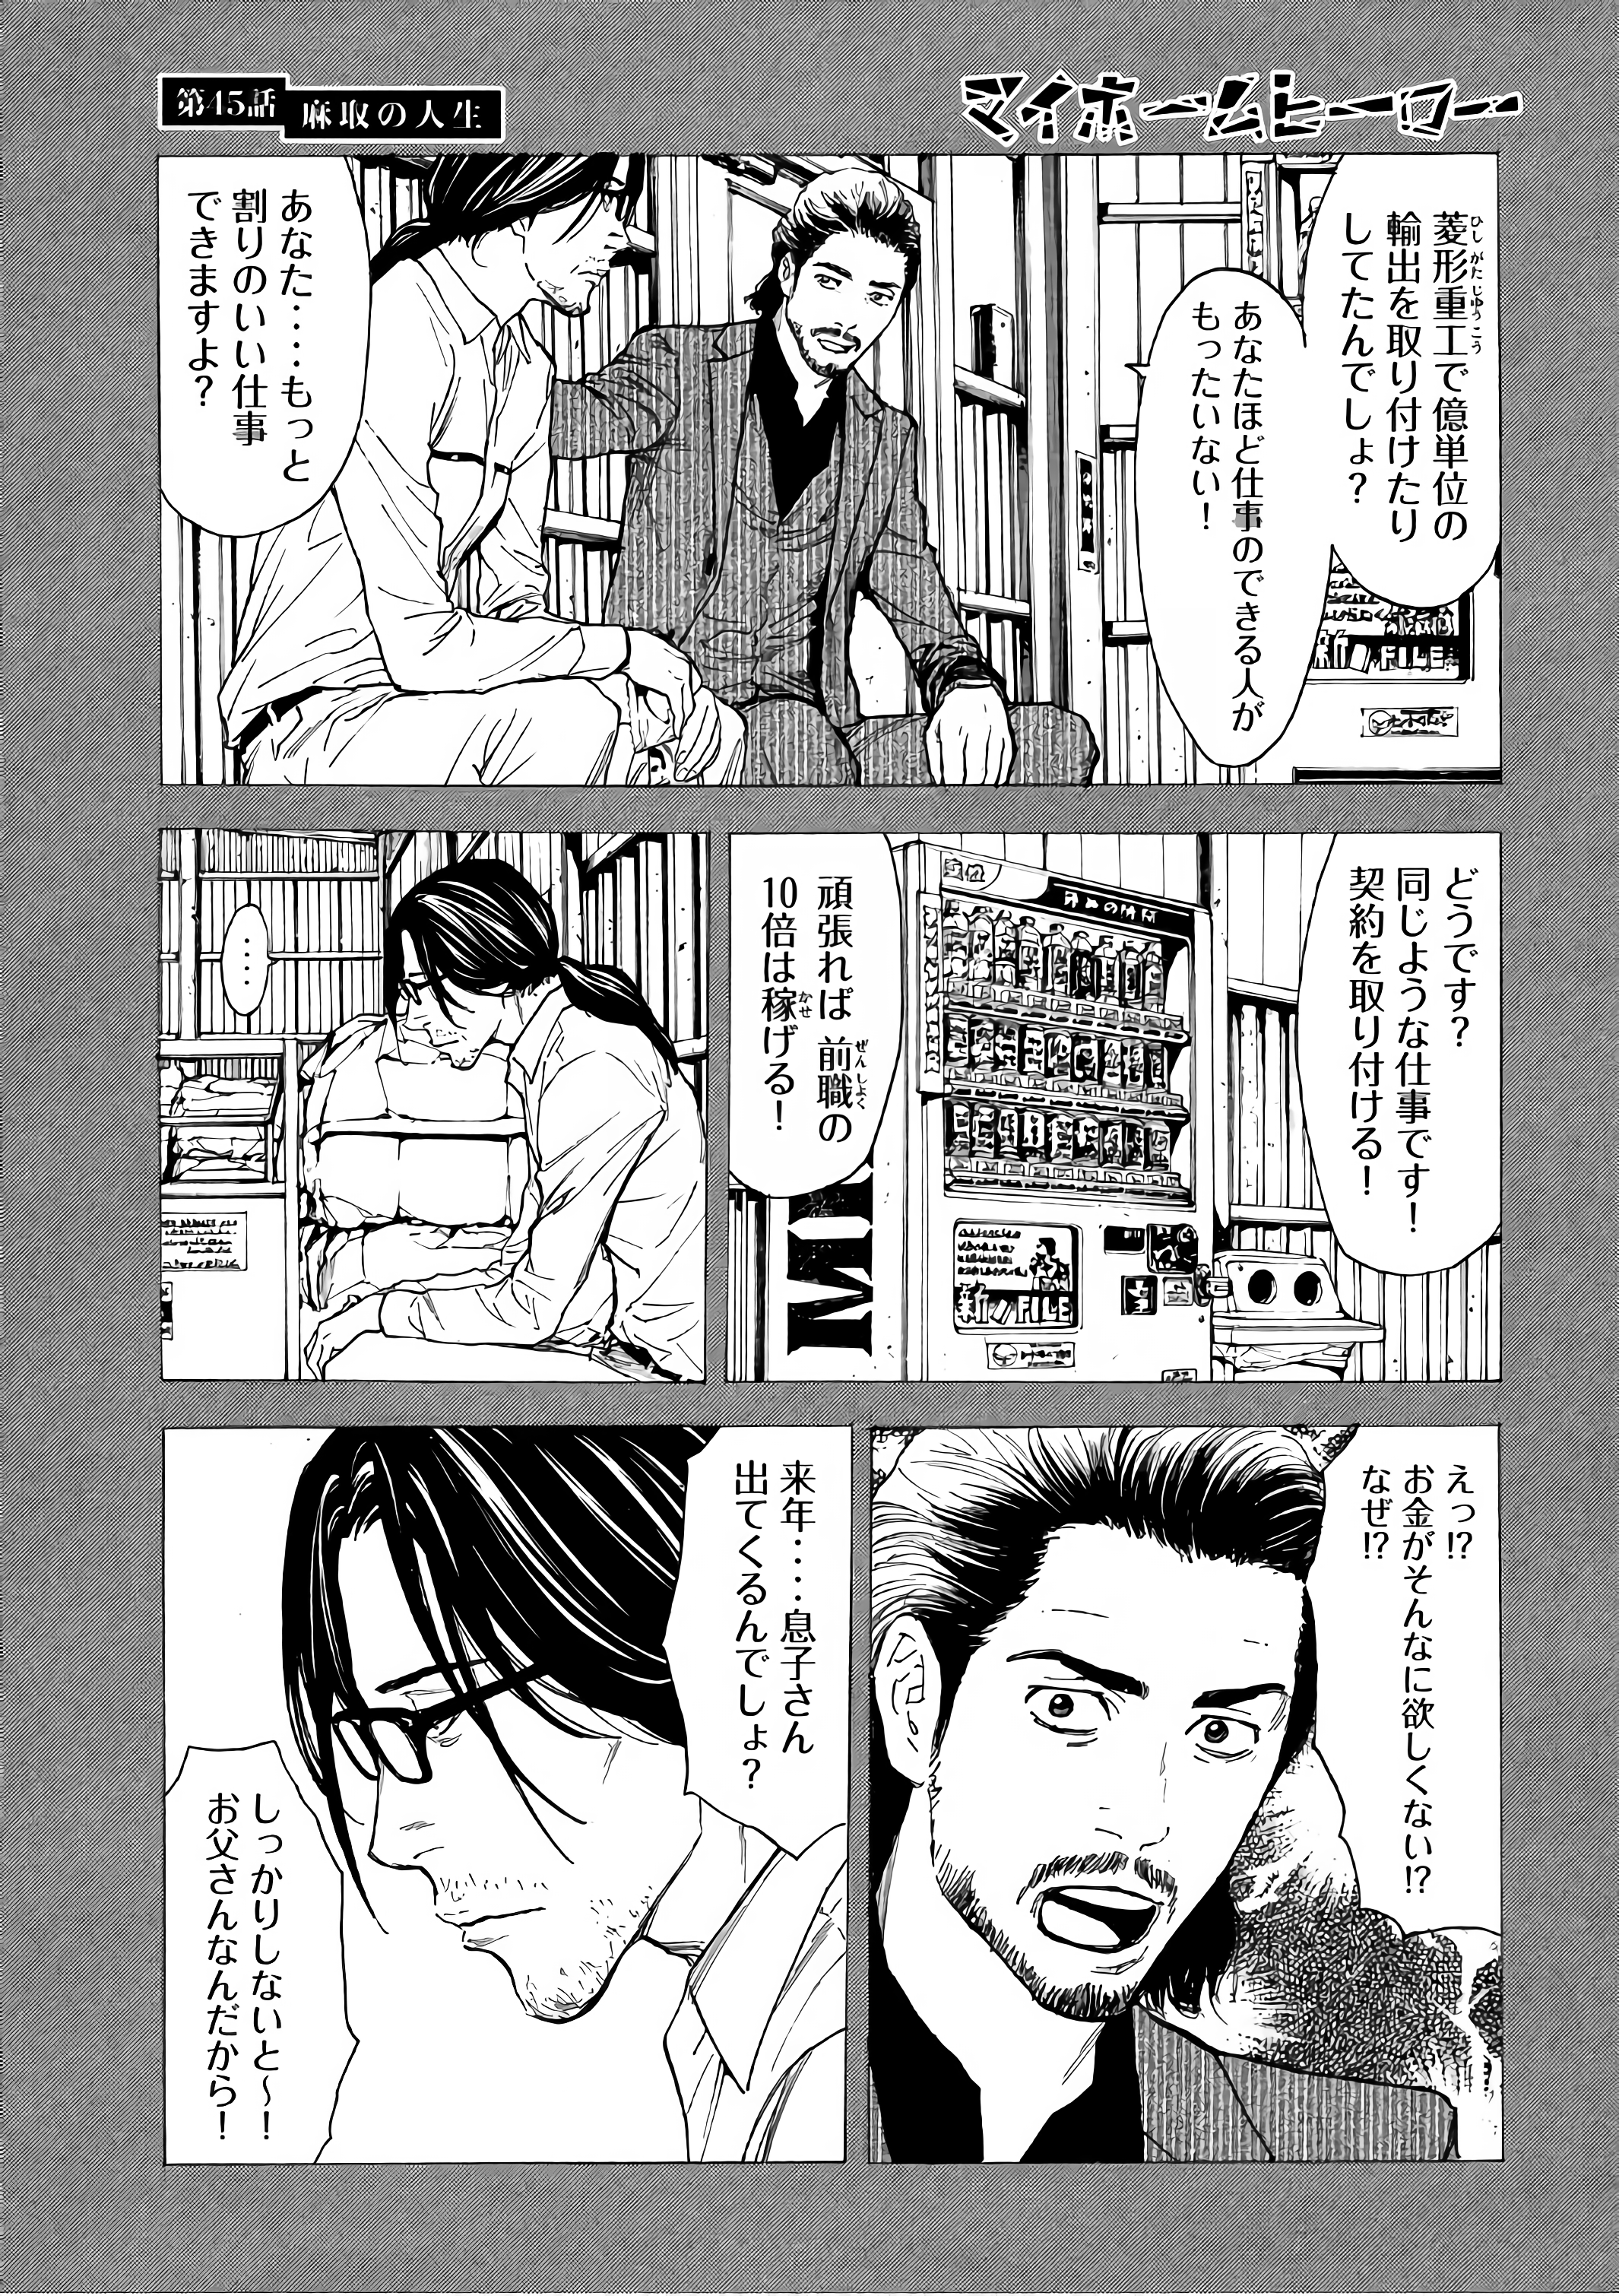 マイホームヒーロー
第45話
麻取の人生
菱形重工で億単位の
輸出を取り付けたり
してたんでしょ?
あなたほど仕事のできる人が
もったいない!
あなた‥‥もっと
割りのいい仕事
できますよ?
新
FILE
どうです?
同じような仕事です!
契約を取り付ける!
頑張れば 前職の
10倍は稼げる!
新
FILE
‥‥
えっ!?
お金がそんなに欲しくない!?
なぜ!?
来年‥‥息子さん
出てくるんでしょ?
しっかりしないと〜!
お父さんなんだから!